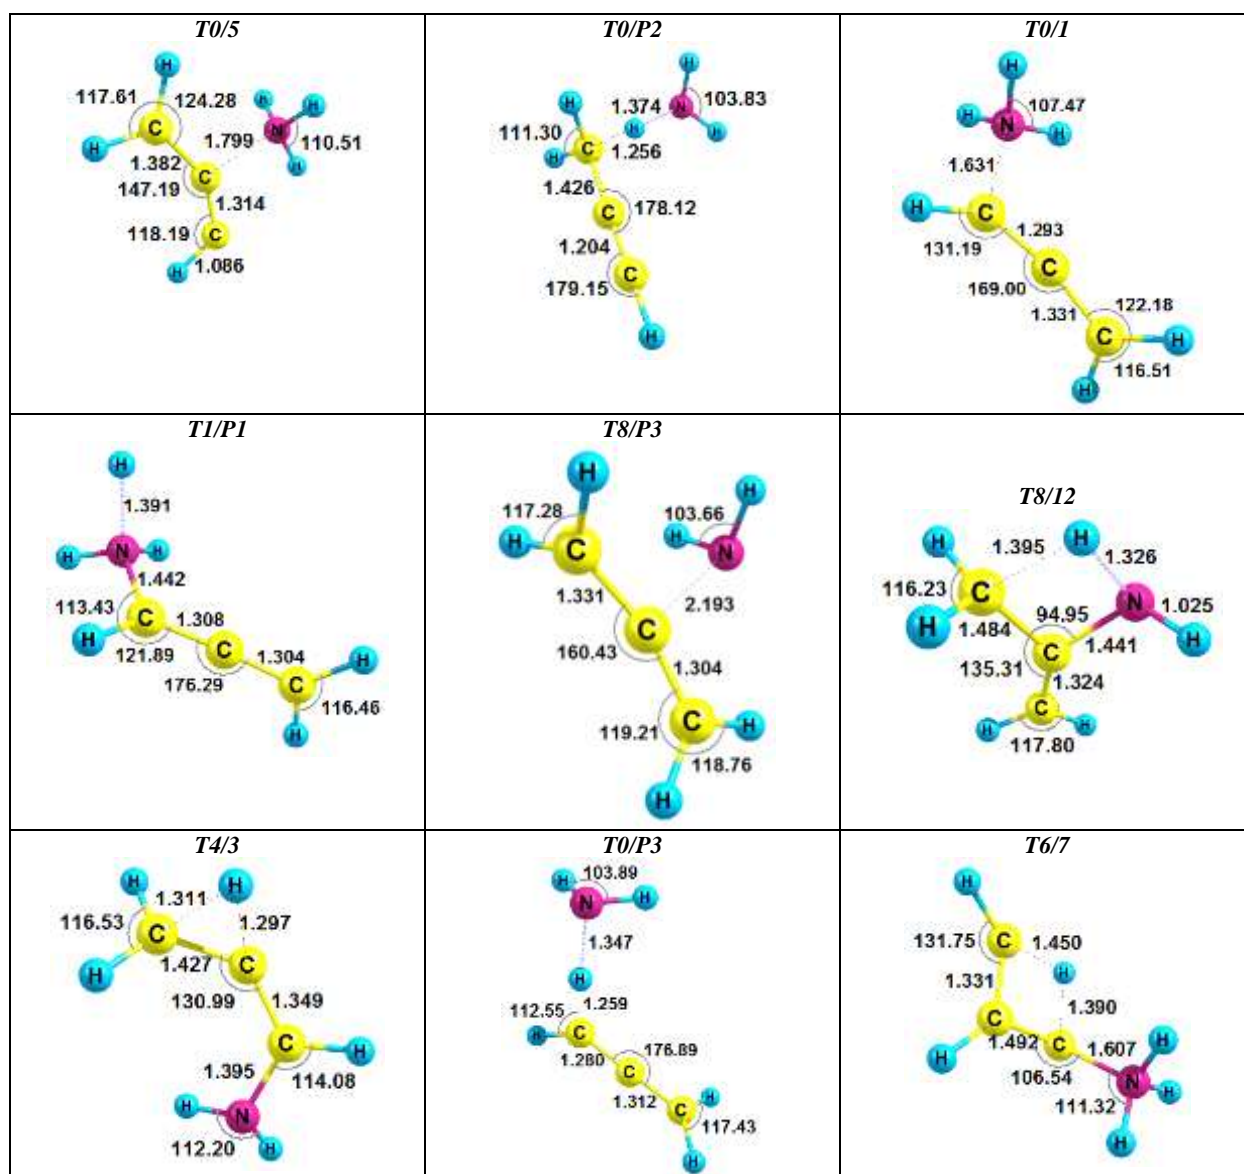 T0/5
H
117.61 124.28 H H
C N 110.51
1.799
H H
1.382 C
147.19 1.314
118.19 C
H 1.086
T0/P2
H
H 1.374 N 103.83
H
111.30 C H
H 1.256
1.426
C 178.12
1.204
179.15 C
H
T0/1
H
107.47
H N H
1.631
H C
131.19 1.293
C
169.00 122.18
1.331
C H
116.51
H
T1/P1
H
1.391
H N H
1.442
113.43 C 1.308
H
121.89 C 1.304 H
176.29 C
116.46
H
T8/P3
H
H
117.28 103.66
H C H N
1.331 2.193
C
160.43
1.304
119.21 C H
118.76
H
T8/12
H H
1.395 1.326
116.23 C N 1.025
H 94.95 H
1.484 1.441
135.31 C
1.324
H C H
117.80
T4/3
H 1.311 H
116.53 C 1.297
H 1.427 C
130.99 1.349
C H
1.395 114.08
H N
112.20 H
T0/P3
103.89
H N H
1.347
H
1.259
112.55
H C 176.89
1.280 C
1.312 H
C
117.43
H
T6/7
H
131.75 C 1.450
H
1.331 1.390
C
H 1.492 C 1.607 H
106.54 N H
111.32
H